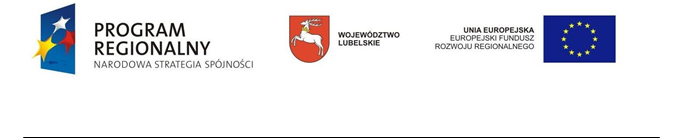 PROGRAM
REGIONALNY
NARODOWA STRATEGIA SPÓJNOŚCI
WOJEWÓDZTWO
LUBELSKIE
UNIA EUROPEJSKA
EUROPEJSKI FUNDUSZ
ROZWOJU REGIONALNEGO